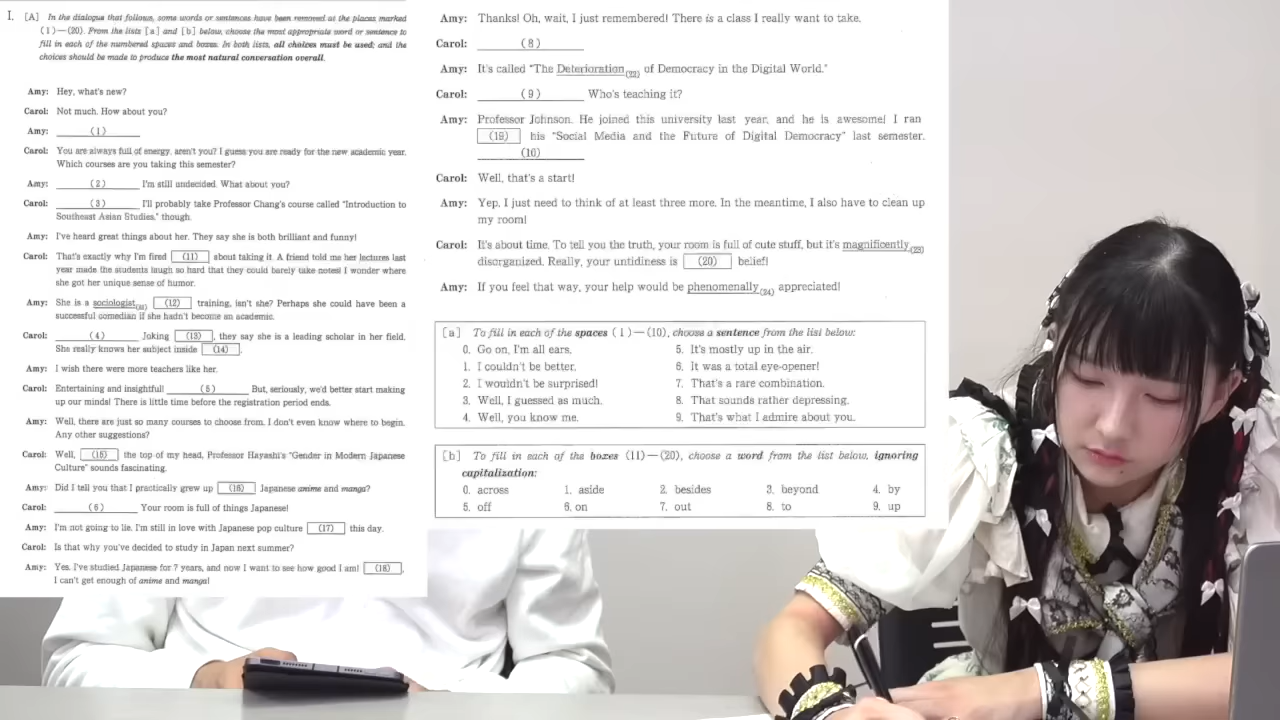 I. [A] In the dialogue that follows, some words or sentences have been removed at the places marked
(1)—(20). From the lists [a] and [b] below, choose the most appropriate word or sentence to
fill in each of the numbered spaces and boxes. In both lists, all choices must be used; and the
choices should be made to produce the most natural conversation overall.
Amy: Hey, what's new?
Carol: Not much. How about you?
Amy: (1)
Carol: You are always full of energy, aren't you? I guess you are ready for the new academic year.
Which courses are you taking this semester?
Amy: (2) I'm still undecided. What about you?
Carol: (3) I'll probably take Professor Chang's course called "Introduction to
Southeast Asian Studies," though.
Amy: I've heard great things about her. They say she is both brilliant and funny!
Carol: That's exactly why I'm fired (11) about taking it. A friend told me her lectures last
year made the students laugh so hard that they could barely take notes! I wonder where
she got her unique sense of humor.
Amy: She is a sociologist(21) (12) training, isn't she? Perhaps she could have been a
successful comedian if she hadn't become an academic.
Carol: (4) Joking (13), they say she is a leading scholar in her field.
She really knows her subject inside (14).
Amy: I wish there were more teachers like her.
Carol: Entertaining and insightful! (5) But, seriously, we'd better start making
up our minds! There is little time before the registration period ends.
Amy: Well, there are just so many courses to choose from. I don't even know where to begin.
Any other suggestions?
Carol: Well, (15) the top of my head, Professor Hayashi's "Gender in Modern Japanese
Culture" sounds fascinating.
Amy: Did I tell you that I practically grew up (16) Japanese anime and manga?
Carol: (6) Your room is full of things Japanese!
Amy: I'm not going to lie. I'm still in love with Japanese pop culture (17) this day.
Carol: Is that why you've decided to study in Japan next summer?
Amy: Yes. I've studied Japanese for 7 years, and now I want to see how good I am! (18),
I can't get enough of anime and manga!
Amy: Thanks! Oh, wait, I just remembered! There is a class I really want to take.
Carol: (8)
Amy: It's called "The Deterioration(22) of Democracy in the Digital World."
Carol: (9) Who's teaching it?
Amy: Professor Johnson. He joined this university last year, and he is awesome! I ran
(19) his "Social Media and the Future of Digital Democracy" last semester.
(10)
Carol: Well, that's a start!
Amy: Yep. I just need to think of at least three more. In the meantime, I also have to clean up
my room!
Carol: It's about time. To tell you the truth, your room is full of cute stuff, but it's magnificently(23)
disorganized. Really, your untidiness is (20) belief!
Amy: If you feel that way, your help would be phenomenally(24) appreciated!
[a] To fill in each of the spaces (1)—(10), choose a sentence from the list below:
0. Go on, I'm all ears. 5. It's mostly up in the air.
1. I couldn't be better. 6. It was a total eye-opener!
2. I wouldn't be surprised! 7. That's a rare combination.
3. Well, I guessed as much. 8. That sounds rather depressing.
4. Well, you know me. 9. That's what I admire about you.
[b] To fill in each of the boxes (11)—(20), choose a word from the list below, ignoring
capitalization:
0. across 1. aside 2. besides 3. beyond 4. by
5. off 6. on 7. out 8. to 9. up